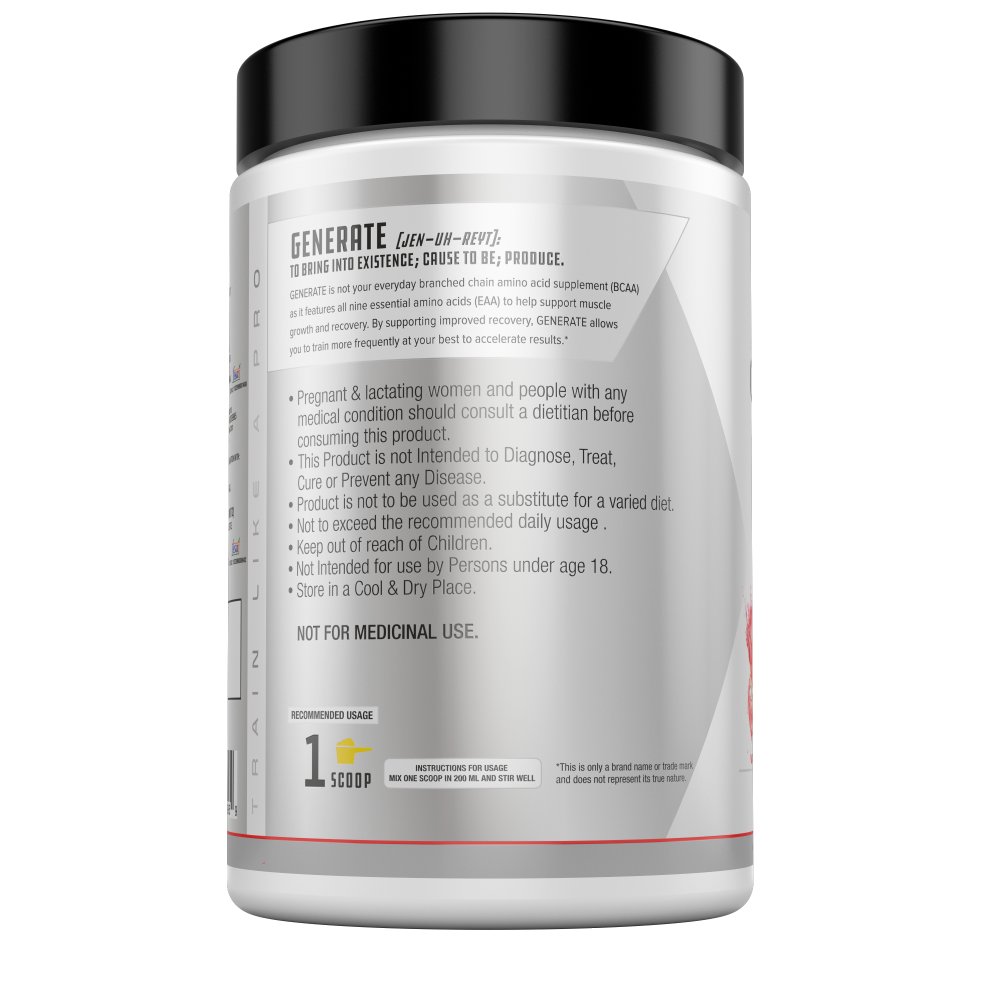 GENERATE [JEN-UH-REYT]:
TO BRING INTO EXISTENCE; CAUSE TO BE; PRODUCE.
GENERATE is not your everyday branched chain amino acid supplement (BCAA)
as it features all nine essential amino acids (EAA) to help support muscle
growth and recovery. By supporting improved recovery, GENERATE allows
you to train more frequently at your best to accelerate results.*
• Pregnant & lactating women and people with any
medical condition should consult a dietitian before
consuming this product.
• This Product is not Intended to Diagnose, Treat,
Cure or Prevent any Disease.
• Product is not to be used as a substitute for a varied diet.
• Not to exceed the recommended daily usage .
• Keep out of reach of Children.
• Not Intended for use by Persons under age 18.
• Store in a Cool & Dry Place.
NOT FOR MEDICINAL USE.
RECOMMENDED USAGE
1 SCOOP
INSTRUCTIONS FOR USAGE
MIX ONE SCOOP IN 200 ML AND STIR WELL
*This is only a brand name or trade mark
and does not represent its true nature.
TRAIN LIKE A PRO